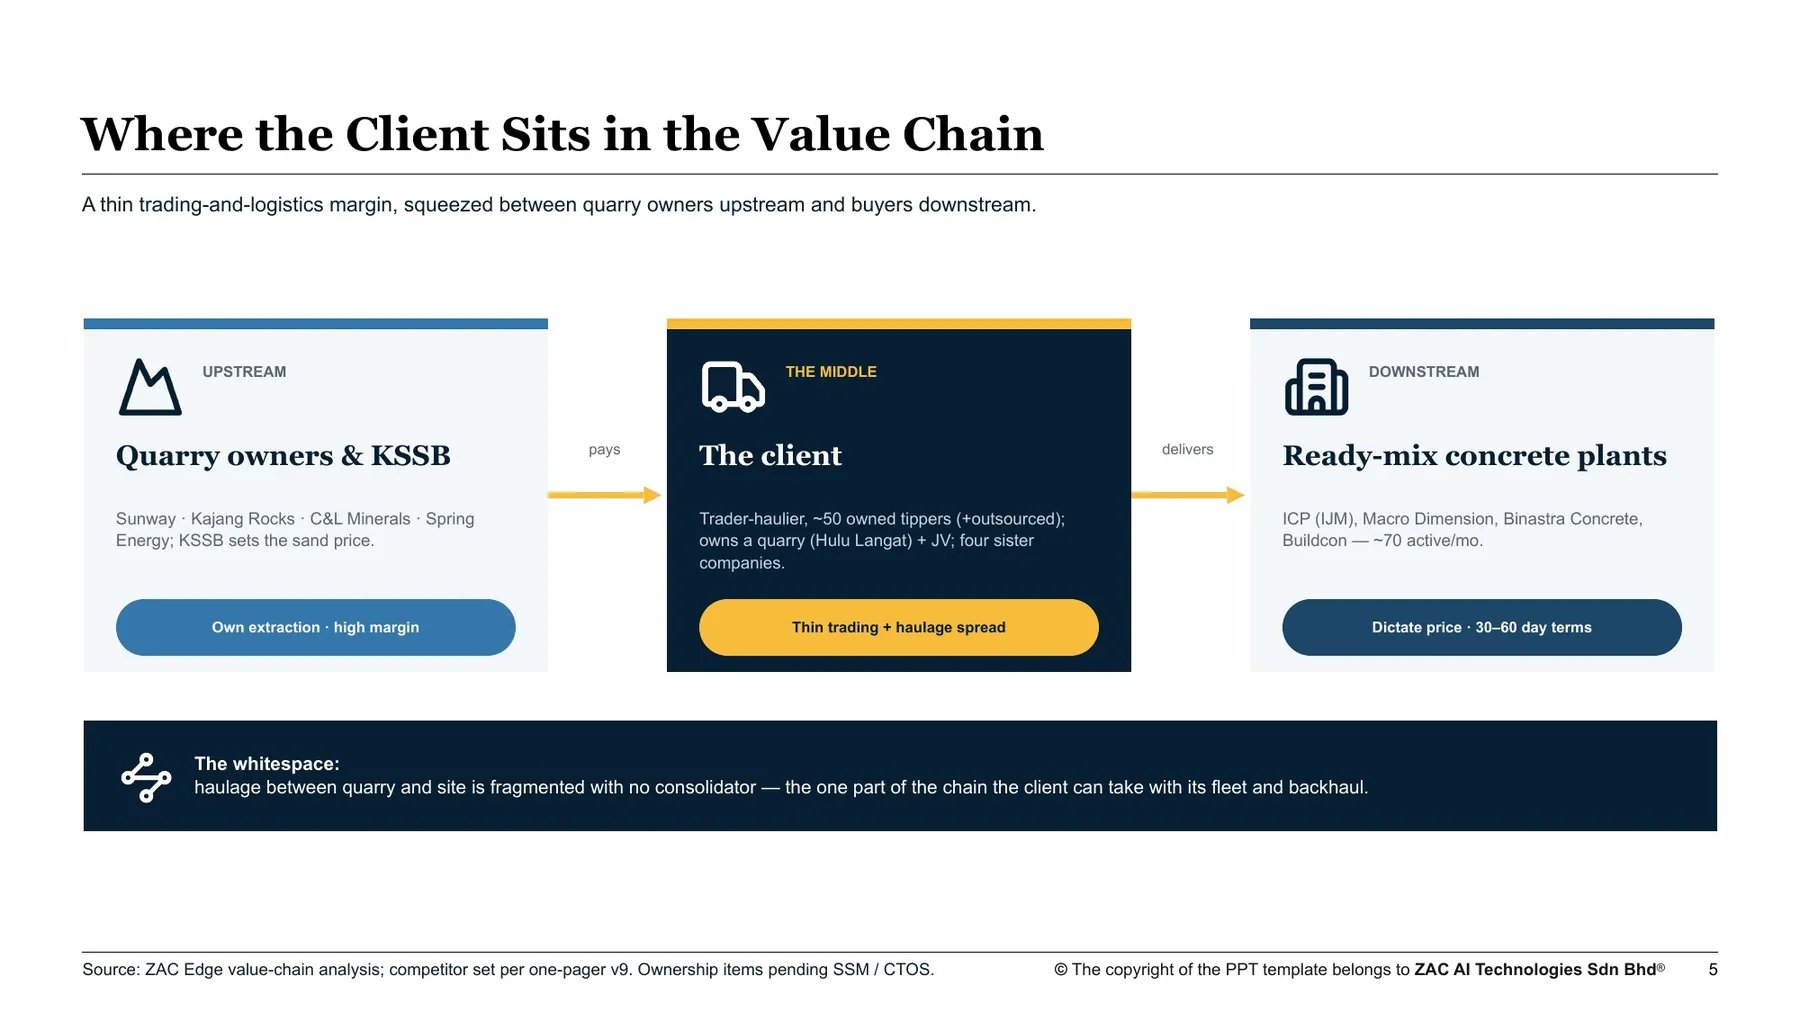 Where the Client Sits in the Value Chain
A thin trading-and-logistics margin, squeezed between quarry owners upstream and buyers downstream.
UPSTREAM
Quarry owners & KSSB
Sunway · Kajang Rocks · C&L Minerals · Spring
Energy; KSSB sets the sand price.
Own extraction · high margin
pays
THE MIDDLE
The client
Trader-haulier, ~50 owned tippers (+outsourced);
owns a quarry (Hulu Langat) + JV; four sister
companies.
Thin trading + haulage spread
delivers
DOWNSTREAM
Ready-mix concrete plants
ICP (IJM), Macro Dimension, Binastra Concrete,
Buildcon — ~70 active/mo.
Dictate price · 30–60 day terms
The whitespace:
haulage between quarry and site is fragmented with no consolidator — the one part of the chain the client can take with its fleet and backhaul.
Source: ZAC Edge value-chain analysis; competitor set per one-pager v9. Ownership items pending SSM / CTOS.
© The copyright of the PPT template belongs to ZAC AI Technologies Sdn Bhd®
5